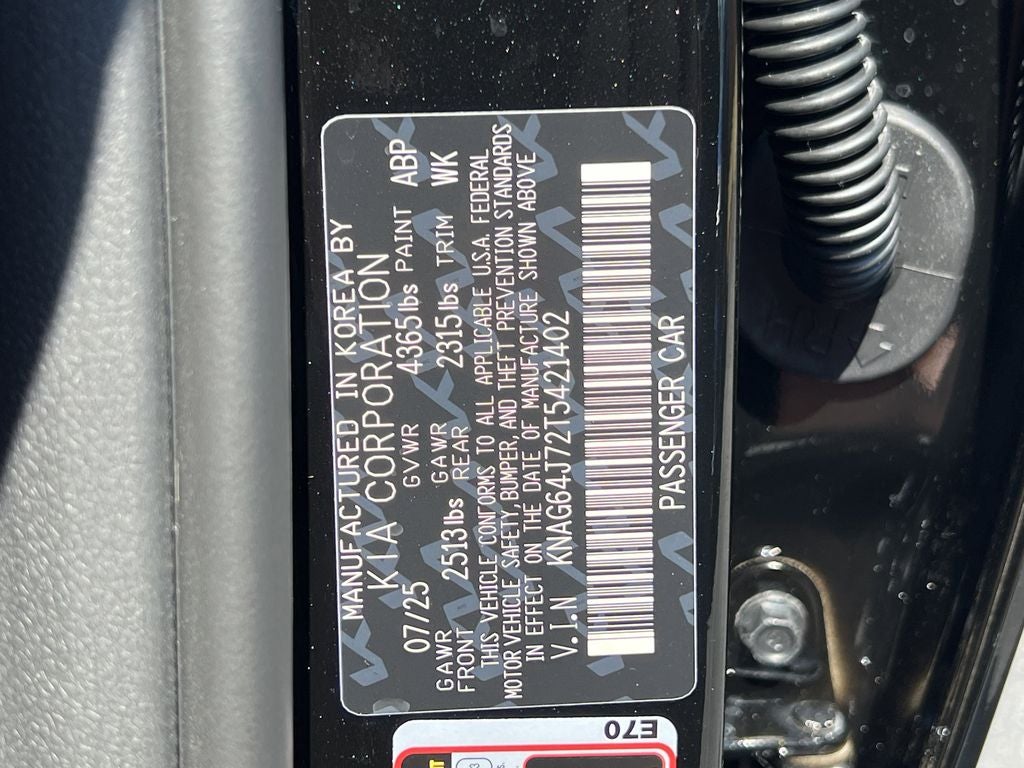 MANUFACTURED IN KOREA BY
KIA CORPORATION
07/25 GVWR 4365lbs PAINT ABP
GAWR GAWR
FRONT 2513lbs REAR 2315lbs TRIM WK
THIS VEHICLE CONFORMS TO ALL APPLICABLE U.S.A. FEDERAL
MOTOR VEHICLE SAFETY, BUMPER, AND THEFT PREVENTION STANDARDS
IN EFFECT ON THE DATE OF MANUFACTURE SHOWN ABOVE
V.I.N KNAG64J72T5421402
PASSENGER CAR
E70
RH